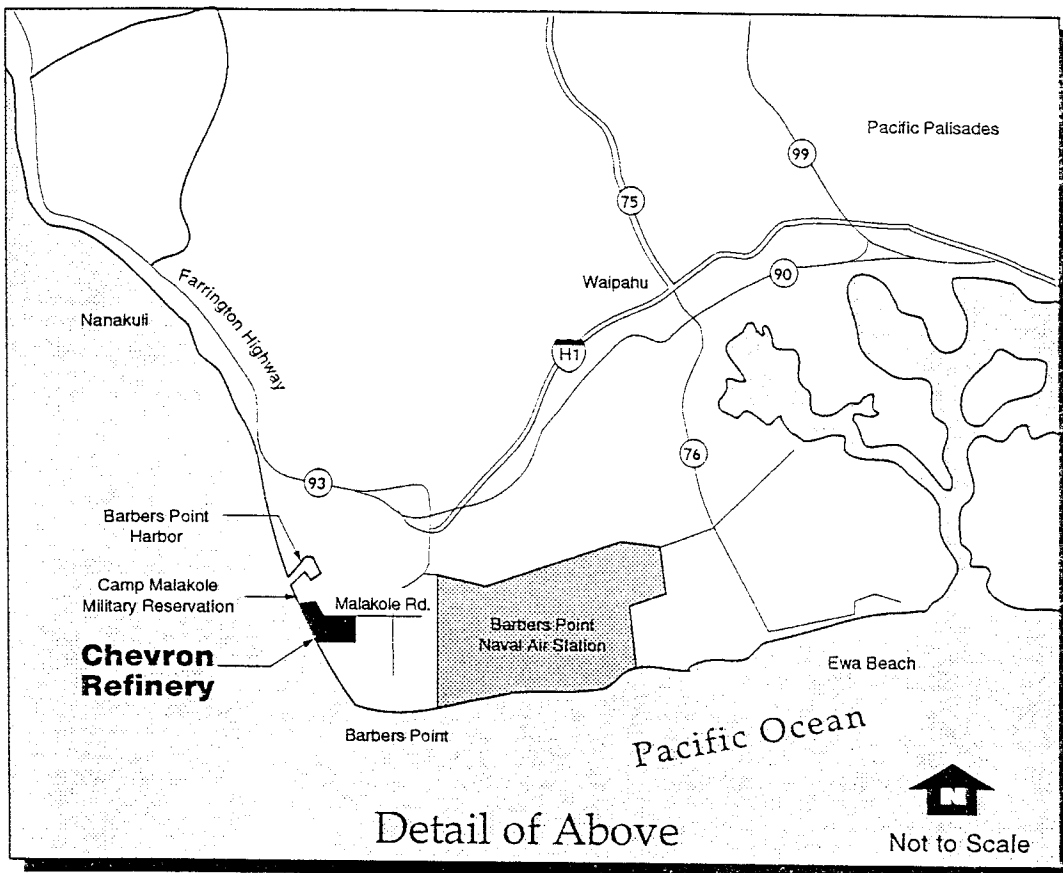 Pacific Palisades
99
75
Waipahu
90
Farrington Highway
Nanakuli
H1
76
93
Barbers Point
Harbor
Camp Malakole
Military Reservation
Malakole Rd.
Barbers Point
Naval Air Station
Chevron
Refinery
Ewa Beach
Barbers Point
Pacific Ocean
N
Detail of Above
Not to Scale